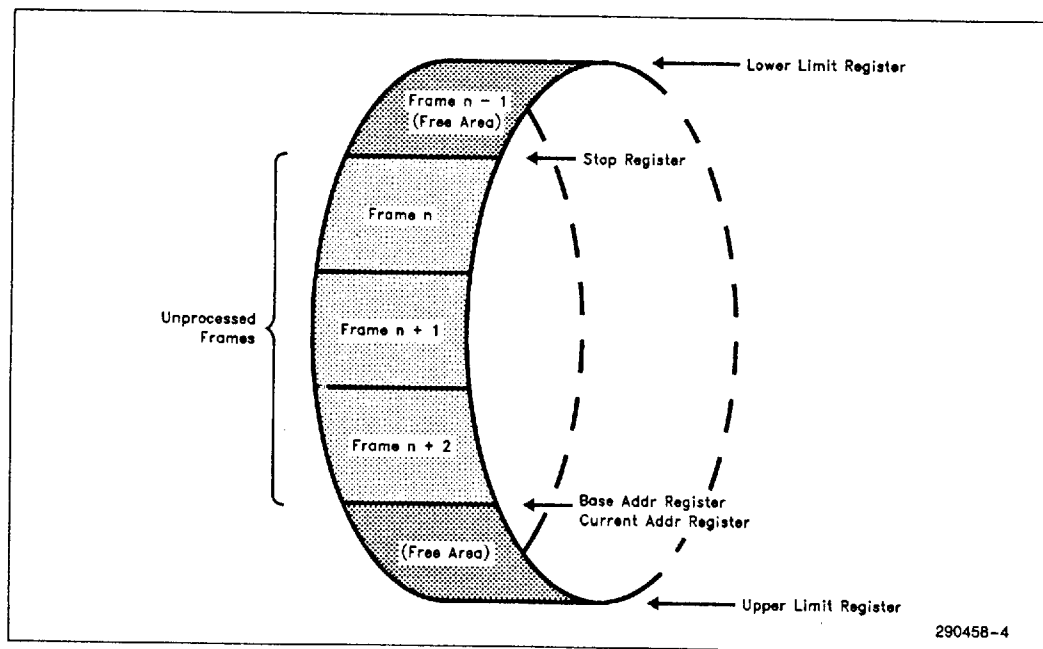 Lower Limit Register
Frame n - 1
(Free Area)
Stop Register
Frame n
Unprocessed
Frames
Frame n + 1
Frame n + 2
Base Addr Register
Current Addr Register
(Free Area)
Upper Limit Register
290458-4